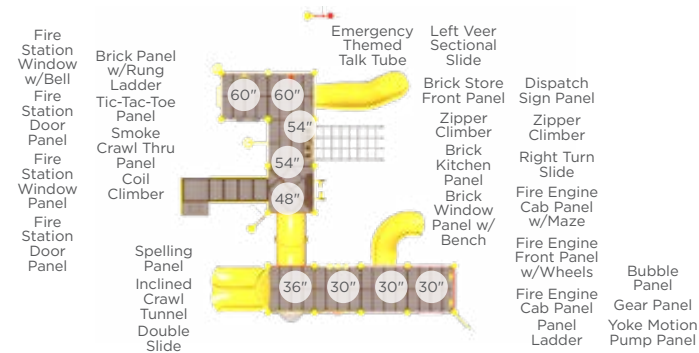 Fire
Station
Window
w/Bell
Fire
Station
Door
Panel
Fire
Station
Window
Panel
Fire
Station
Door
Panel
Brick Panel
w/Rung
Ladder
Tic-Tac-Toe
Panel
Smoke
Crawl Thru
Panel
Coil
Climber
Spelling
Panel
Inclined
Crawl
Tunnel
Double
Slide
60"
60"
54"
54"
48"
36"
30"
30"
30"
Emergency
Themed
Talk Tube
Left Veer
Sectional
Slide
Brick Store
Front Panel
Zipper
Climber
Brick
Kitchen
Panel
Brick
Window
Panel w/
Bench
Dispatch
Sign Panel
Zipper
Climber
Right Turn
Slide
Fire Engine
Cab Panel
w/Maze
Fire Engine
Front Panel
w/Wheels
Fire Engine
Cab Panel
Panel
Ladder
Bubble
Panel
Gear Panel
Yoke Motion
Pump Panel